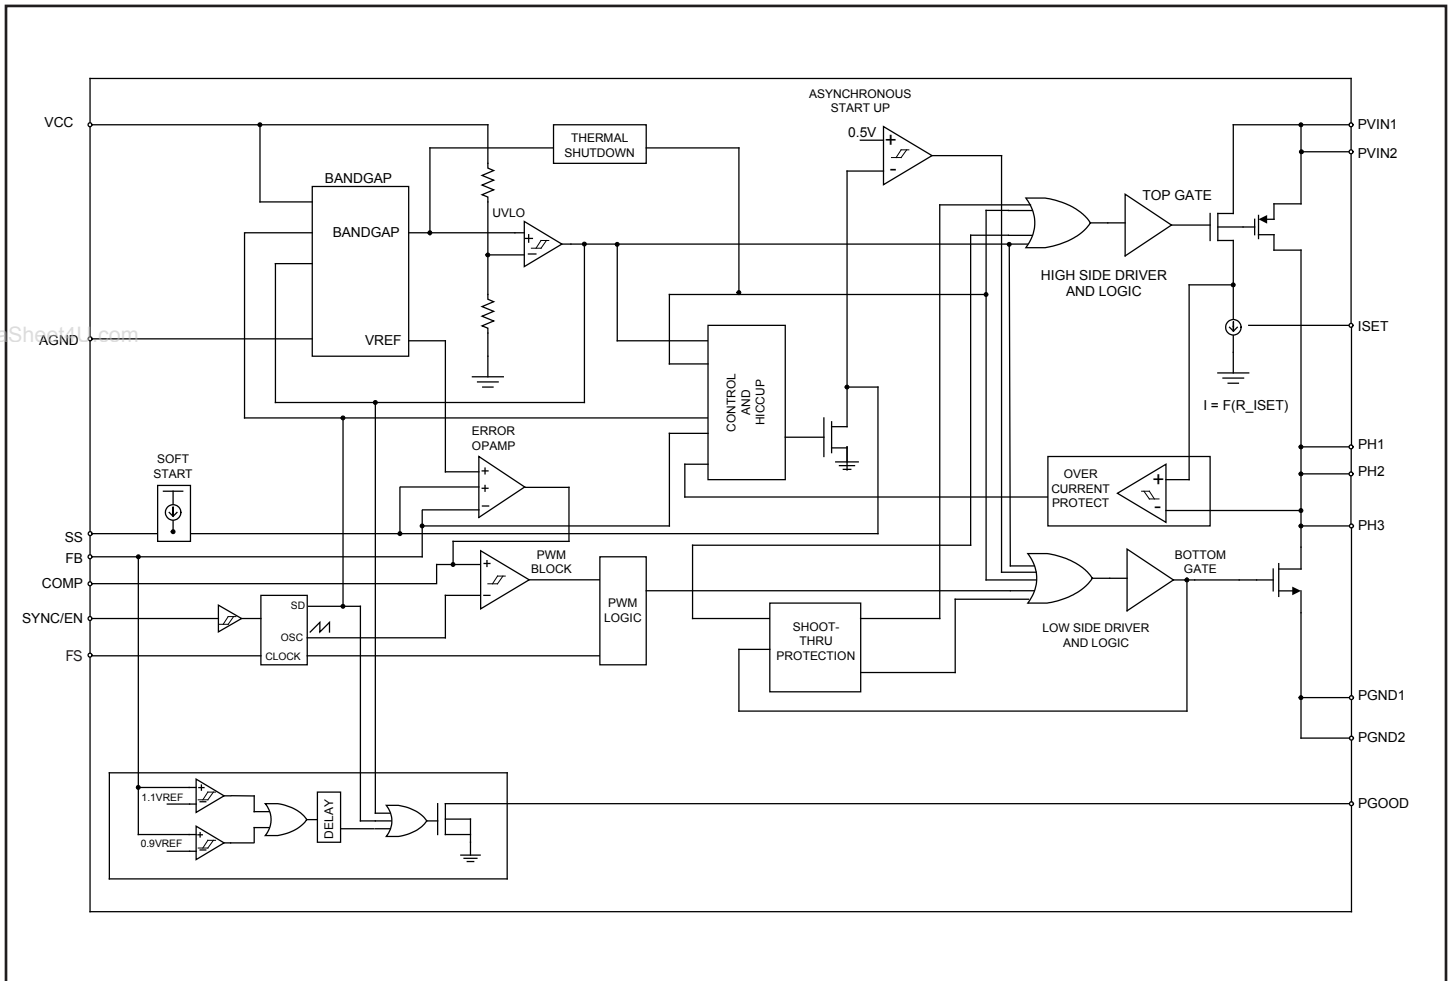 ASYNCHRONOUS
START UP
VCC
0.5V
+
-
PVIN1
THERMAL
SHUTDOWN
PVIN2
BANDGAP
TOP GATE
UVLO
BANDGAP
+
−
HIGH SIDE DRIVER
AND LOGIC
aSheet4U.com
AGND
VREF
ISET
CONTROL
AND
HICCUP
I = F(R_ISET)
ERROR
OPAMP
PH1
SOFT
START
+
+
−
OVER
CURRENT
PROTECT
+
-
PH2
SS
PH3
FB
PWM
BLOCK
+
−
BOTTOM
GATE
COMP
SD
PWM
LOGIC
SYNC/EN
OSC
SHOOT-
THRU
PROTECTION
LOW SIDE DRIVER
AND LOGIC
FS
CLOCK
PGND1
PGND2
+
1.1VREF
−
PGOOD
DELAY
+
0.9VREF
−